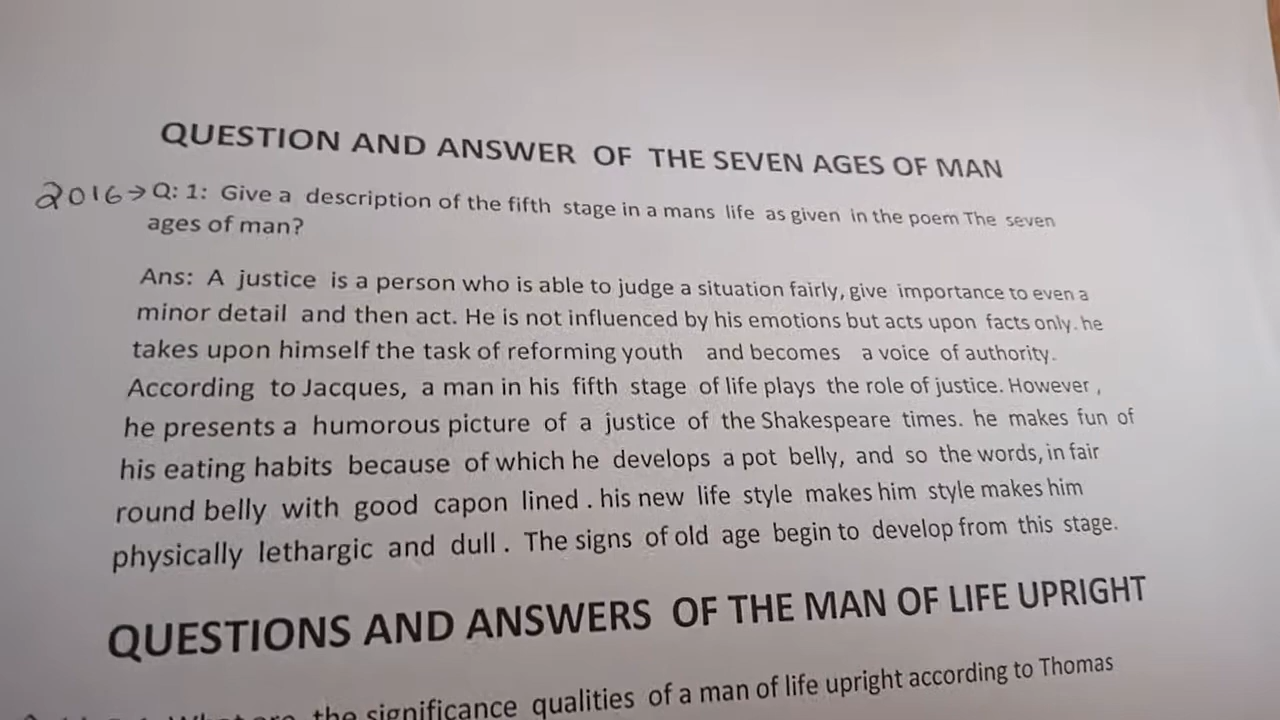 QUESTION AND ANSWER OF THE SEVEN AGES OF MAN
2016→ Q: 1: Give a description of the fifth stage in a mans life as given in the poem The seven
ages of man?
Ans: A justice is a person who is able to judge a situation fairly, give importance to even a
minor detail and then act. He is not influenced by his emotions but acts upon facts only. he
takes upon himself the task of reforming youth and becomes a voice of authority.
According to Jacques, a man in his fifth stage of life plays the role of justice. However ,
he presents a humorous picture of a justice of the Shakespeare times. he makes fun of
his eating habits because of which he develops a pot belly, and so the words, in fair
round belly with good capon lined . his new life style makes him style makes him
physically lethargic and dull . The signs of old age begin to develop from this stage.
QUESTIONS AND ANSWERS OF THE MAN OF LIFE UPRIGHT
the significance qualities of a man of life upright according to Thomas